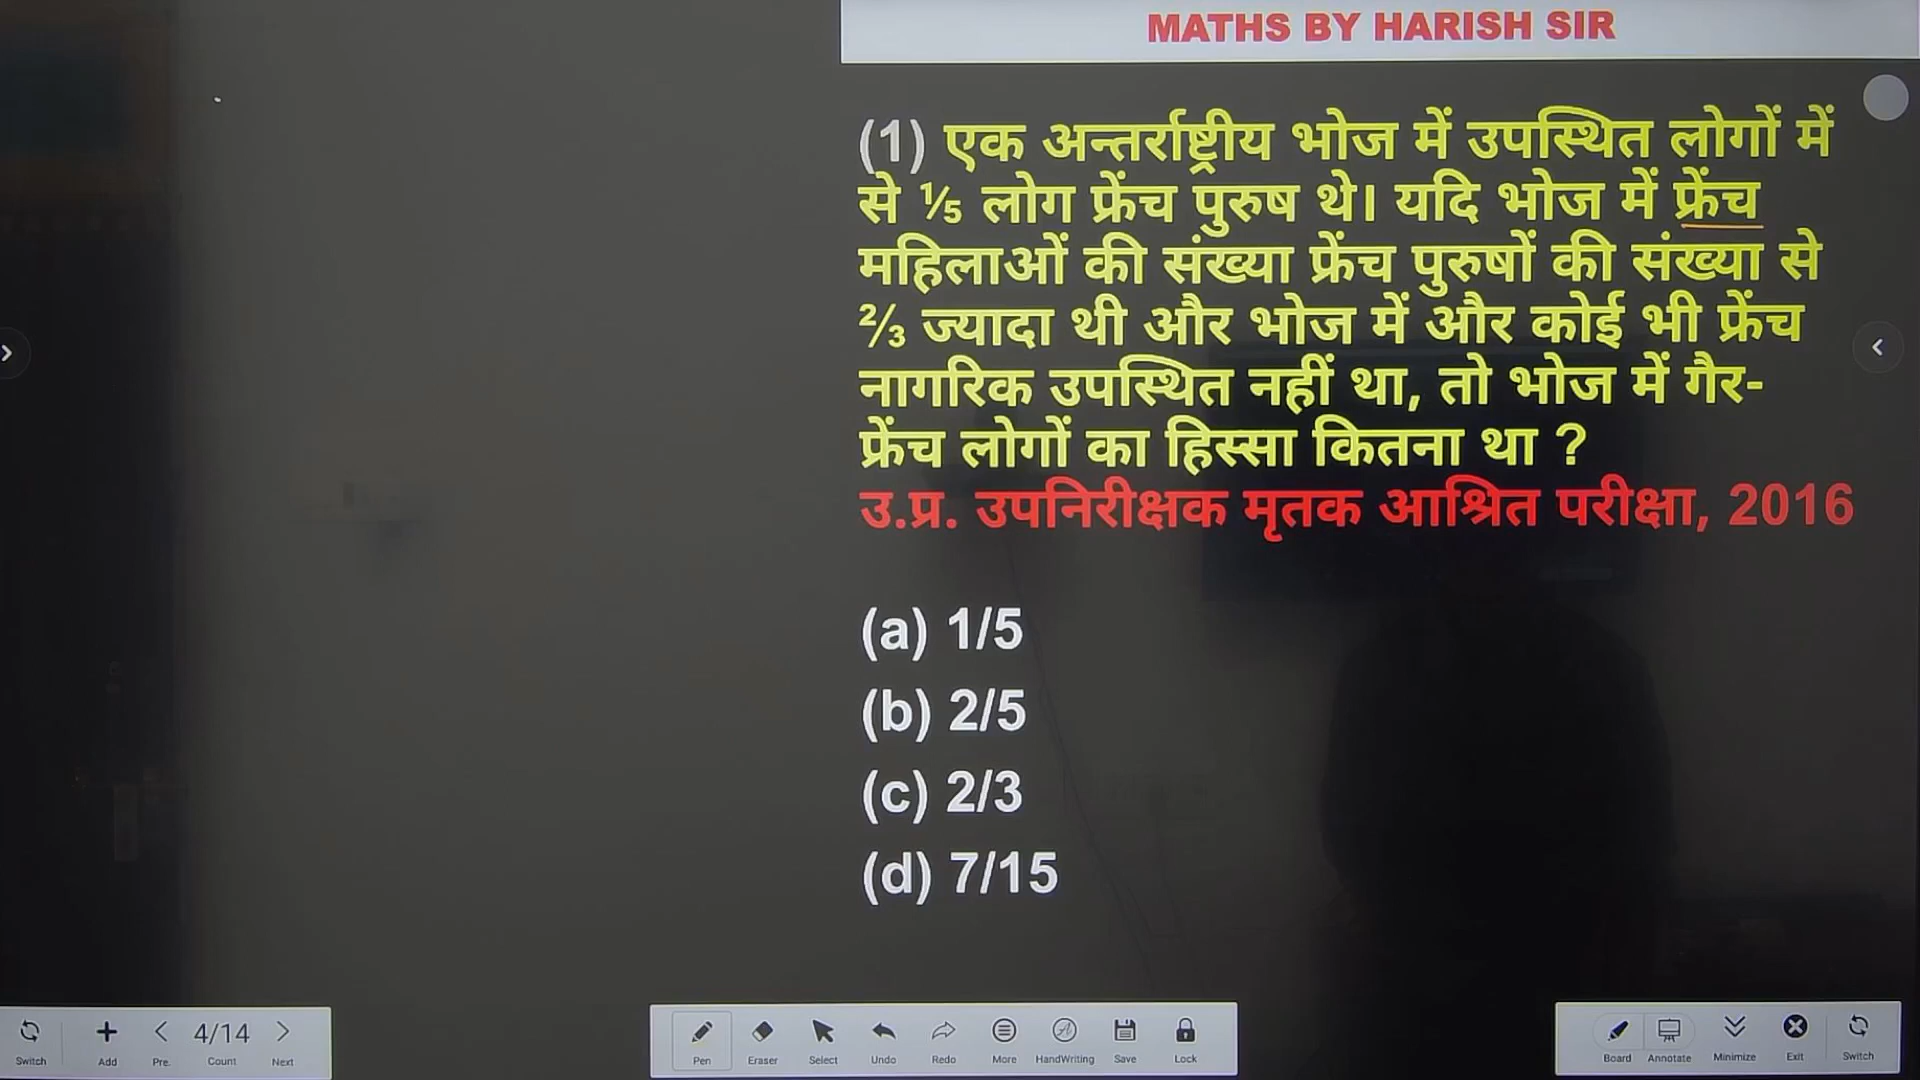 MATHS BY HARISH SIR
(1) एक अन्तर्राष्ट्रीय भोज में उपस्थित लोगों में
से ⅕ लोग फ्रेंच पुरुष थे। यदि भोज में फ्रेंच
महिलाओं की संख्या फ्रेंच पुरुषों की संख्या से
⅔ ज्यादा थी और भोज में और कोई भी फ्रेंच
नागरिक उपस्थित नहीं था, तो भोज में गैर-
फ्रेंच लोगों का हिस्सा कितना था ?
उ.प्र. उपनिरीक्षक मृतक आश्रित परीक्षा, 2016
(a) 1/5
(b) 2/5
(c) 2/3
(d) 7/15
4/14
Switch Add Pre. Count Next
Pen Eraser Select Undo Redo More HandWriting Save Lock
Board Annotate Minimize Exit Switch